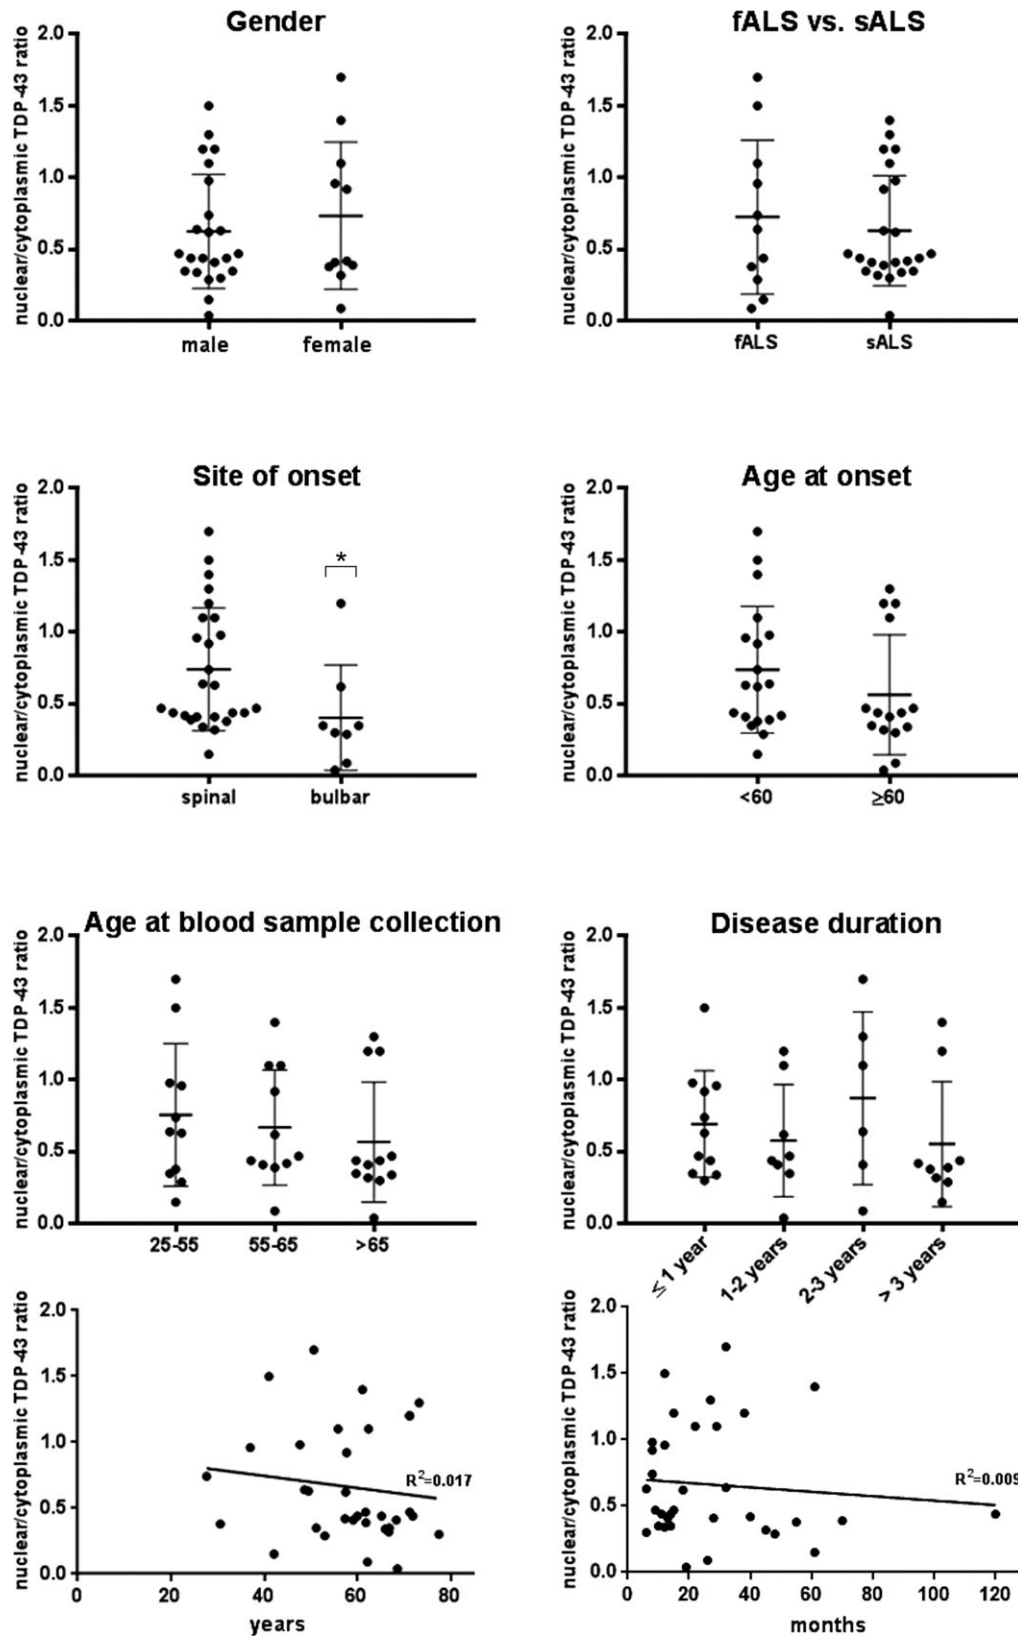 Gender
nuclear/cytoplasmic TDP-43 ratio
2.0
1.5
1.0
0.5
0.0
male female
fALS vs. sALS
nuclear/cytoplasmic TDP-43 ratio
2.0
1.5
1.0
0.5
0.0
fALS sALS
Site of onset
nuclear/cytoplasmic TDP-43 ratio
2.0
1.5
1.0
0.5
0.0
*
spinal bulbar
Age at onset
nuclear/cytoplasmic TDP-43 ratio
2.0
1.5
1.0
0.5
0.0
<60 ≥60
Age at blood sample collection
nuclear/cytoplasmic TDP-43 ratio
2.0
1.5
1.0
0.5
0.0
25-55 55-65 >65
Disease duration
nuclear/cytoplasmic TDP-43 ratio
2.0
1.5
1.0
0.5
0.0
≤ 1 year 1-2 years 2-3 years > 3 years
nuclear/cytoplasmic TDP-43 ratio
2.0
1.5
1.0
0.5
0.0
R²=0.017
0 20 40 60 80
years
nuclear/cytoplasmic TDP-43 ratio
2.0
1.5
1.0
0.5
0.0
R²=0.009
0 20 40 60 80 100 120
months